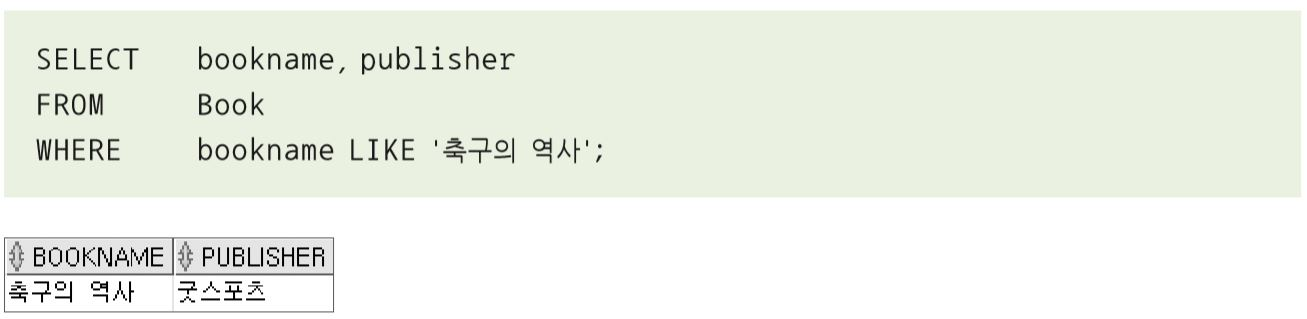 SELECT bookname, publisher
FROM Book
WHERE bookname LIKE '축구의 역사';
BOOKNAME PUBLISHER
축구의 역사 굿스포츠